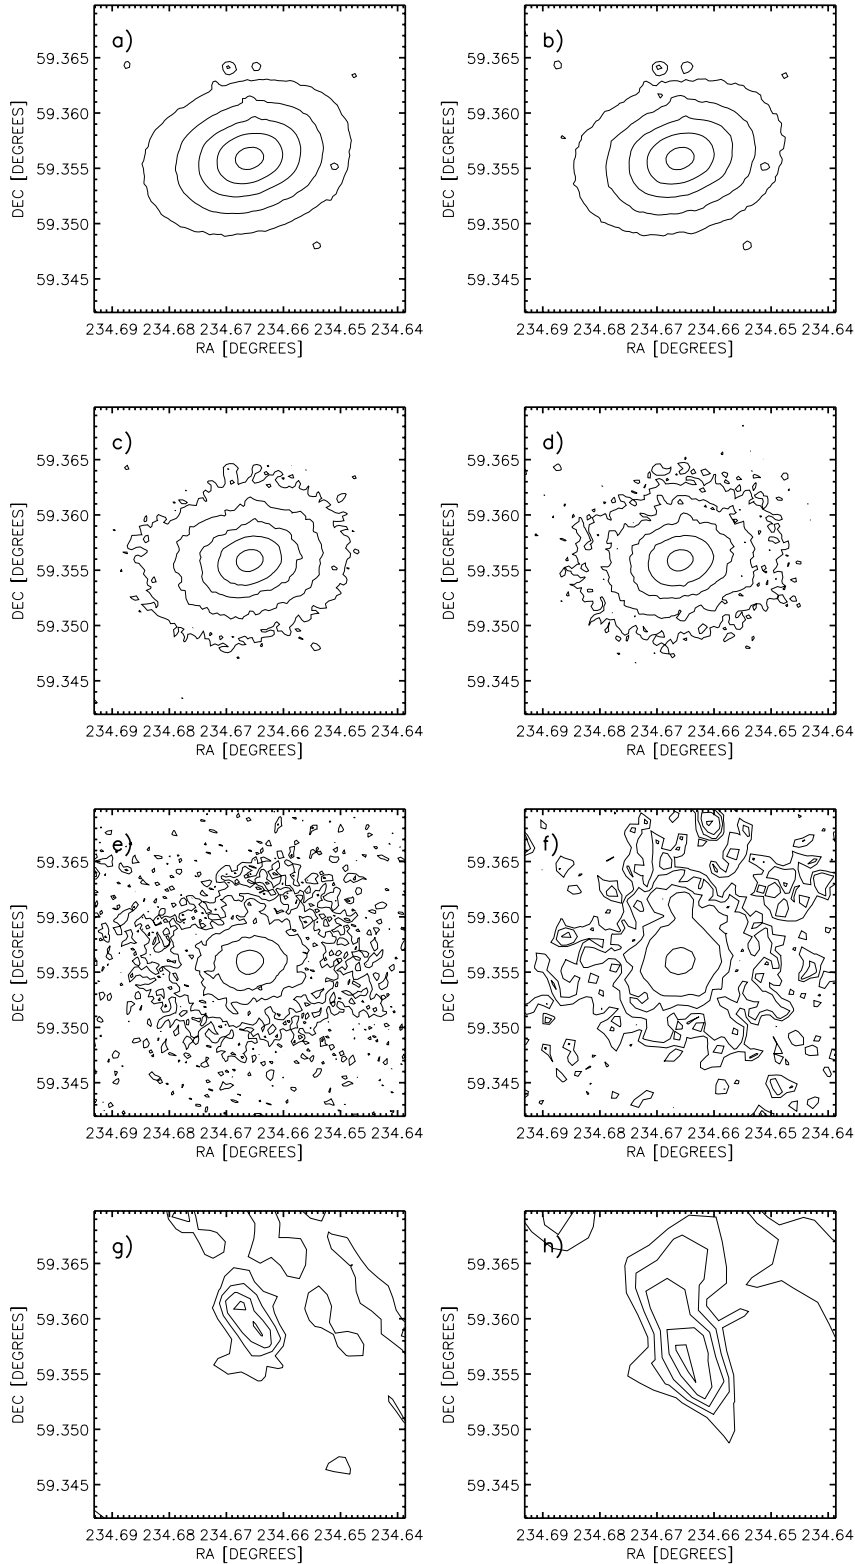 a) b)
59.365 59.365
59.360 59.360
59.355 59.355
59.350 59.350
59.345 59.345
DEC [DEGREES] DEC [DEGREES]
234.69 234.68 234.67 234.66 234.65 234.64 234.69 234.68 234.67 234.66 234.65 234.64
RA [DEGREES] RA [DEGREES]
c) d)
59.365 59.365
59.360 59.360
59.355 59.355
59.350 59.350
59.345 59.345
DEC [DEGREES] DEC [DEGREES]
234.69 234.68 234.67 234.66 234.65 234.64 234.69 234.68 234.67 234.66 234.65 234.64
RA [DEGREES] RA [DEGREES]
e) f)
59.365 59.365
59.360 59.360
59.355 59.355
59.350 59.350
59.345 59.345
DEC [DEGREES] DEC [DEGREES]
234.69 234.68 234.67 234.66 234.65 234.64 234.69 234.68 234.67 234.66 234.65 234.64
RA [DEGREES] RA [DEGREES]
g) h)
59.365 59.365
59.360 59.360
59.355 59.355
59.350 59.350
59.345 59.345
DEC [DEGREES] DEC [DEGREES]
234.69 234.68 234.67 234.66 234.65 234.64 234.69 234.68 234.67 234.66 234.65 234.64
RA [DEGREES] RA [DEGREES]